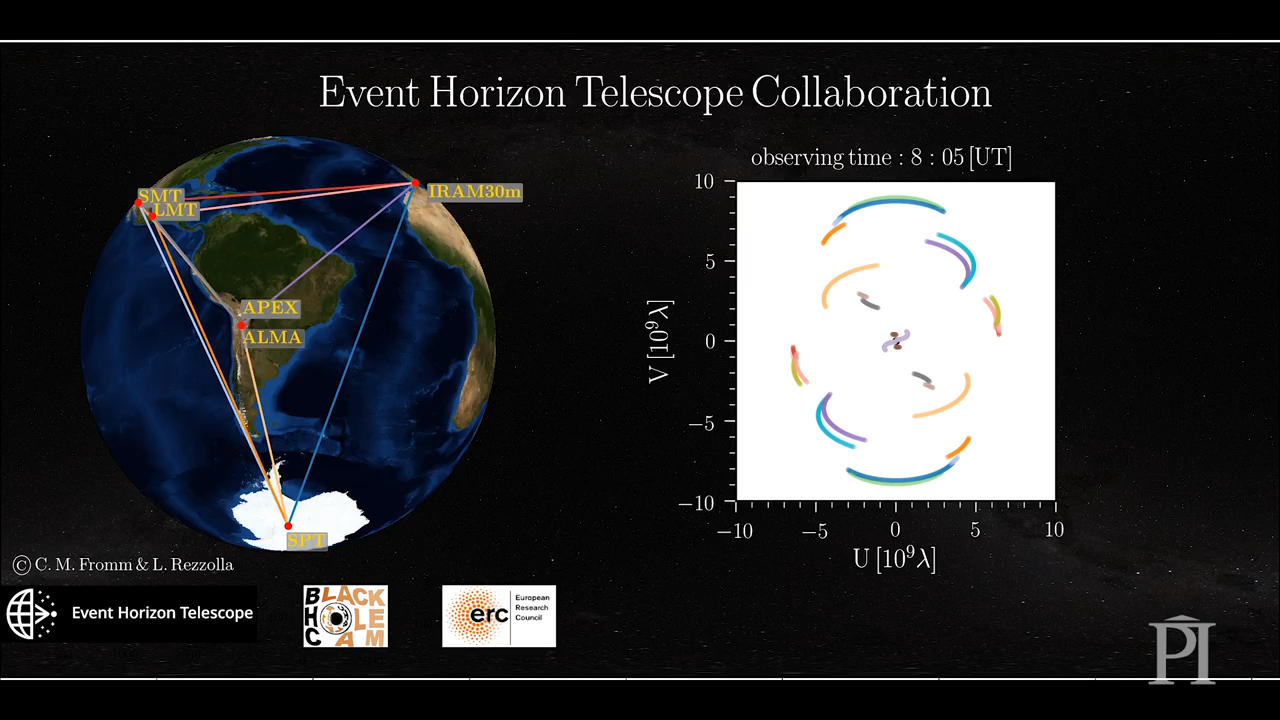 Event Horizon Telescope Collaboration
observing time : 8 : 05 [UT]
SMT
LMT
IRAM30m
APEX
ALMA
SPT
10
5
0
−5
−10
V [10⁹λ]
−10 −5 0 5 10
U [10⁹λ]
© C. M. Fromm & L. Rezzolla
Event Horizon Telescope
BLACK
HOLE
CAM
erc
European
Research
Council
PI